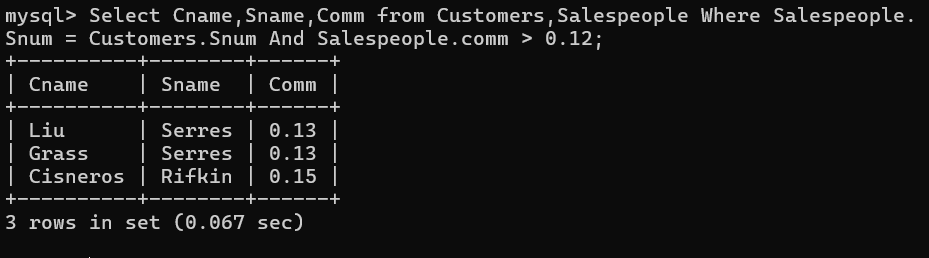 mysql> Select Cname,Sname,Comm from Customers,Salespeople Where Salespeople.
Snum = Customers.Snum And Salespeople.comm > 0.12;
+----------+--------+------+
| Cname    | Sname  | Comm |
+----------+--------+------+
| Liu      | Serres | 0.13 |
| Grass    | Serres | 0.13 |
| Cisneros | Rifkin | 0.15 |
+----------+--------+------+
3 rows in set (0.067 sec)